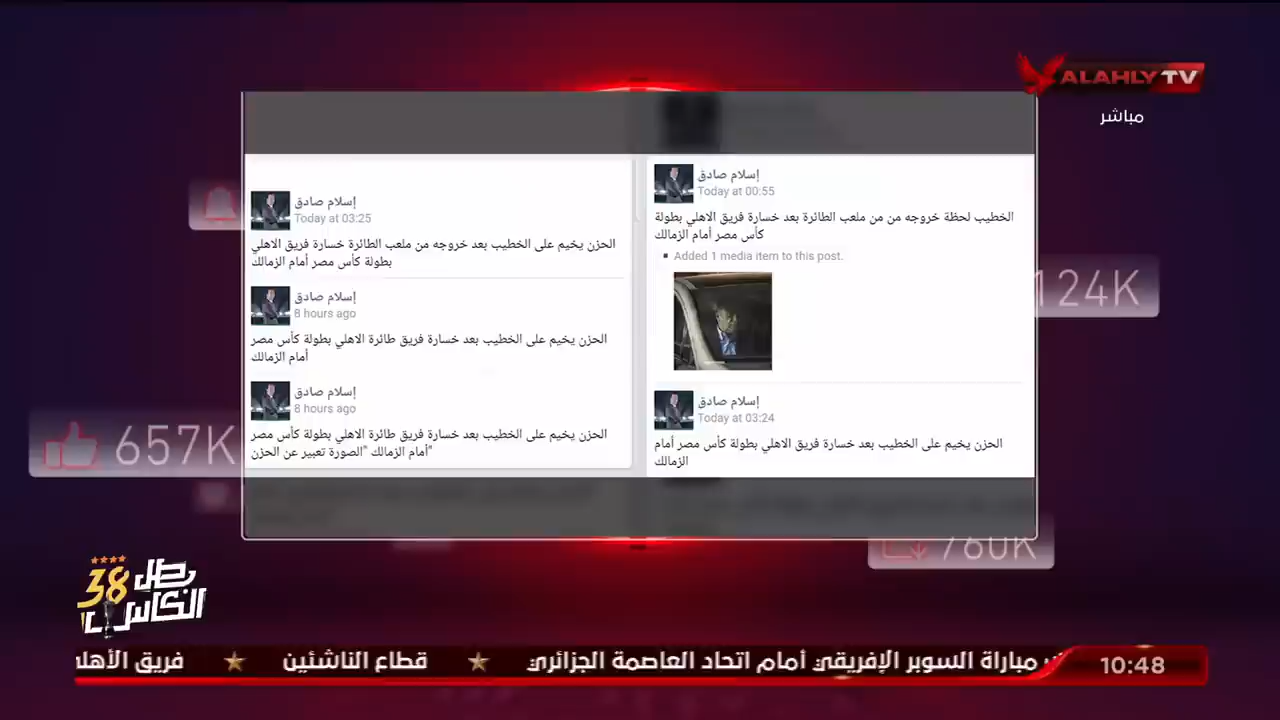 ALAHLY TV
مباشر
إسلام صادق
Today at 00:55
الخطيب لحظة خروجه من من ملعب الطائرة بعد خسارة فريق الاهلي بطولة
كأس مصر أمام الزمالك
Added 1 media item to this post.
إسلام صادق
Today at 03:24
الحزن يخيم على الخطيب بعد خسارة فريق الاهلي بطولة كأس مصر أمام
الزمالك
إسلام صادق
Today at 03:25
الحزن يخيم على الخطيب بعد خروجه من ملعب الطائرة خسارة فريق الاهلي
بطولة كأس مصر أمام الزمالك
إسلام صادق
8 hours ago
الحزن يخيم على الخطيب بعد خسارة فريق طائرة الاهلي بطولة كأس مصر
أمام الزمالك
إسلام صادق
8 hours ago
الحزن يخيم على الخطيب بعد خسارة فريق طائرة الاهلي بطولة كأس مصر
أمام الزمالك "الصورة تعبير عن الحزن"
124K
657K
760K
بطل
الكاس
38
مباراة السوبر الإفريقي أمام اتحاد العاصمة الجزائري ★ قطاع الناشئين ★ فريق الأهل
10:48